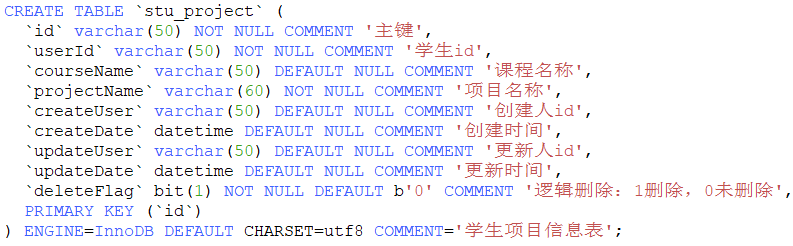 CREATE TABLE `stu_project` (
  `id` varchar(50) NOT NULL COMMENT '主键',
  `userId` varchar(50) NOT NULL COMMENT '学生id',
  `courseName` varchar(50) DEFAULT NULL COMMENT '课程名称',
  `projectName` varchar(60) NOT NULL COMMENT '项目名称',
  `createUser` varchar(50) DEFAULT NULL COMMENT '创建人id',
  `createDate` datetime DEFAULT NULL COMMENT '创建时间',
  `updateUser` varchar(50) DEFAULT NULL COMMENT '更新人id',
  `updateDate` datetime DEFAULT NULL COMMENT '更新时间',
  `deleteFlag` bit(1) NOT NULL DEFAULT b'0' COMMENT '逻辑删除：1删除，0未删除',
  PRIMARY KEY (`id`)
) ENGINE=InnoDB DEFAULT CHARSET=utf8 COMMENT='学生项目信息表';